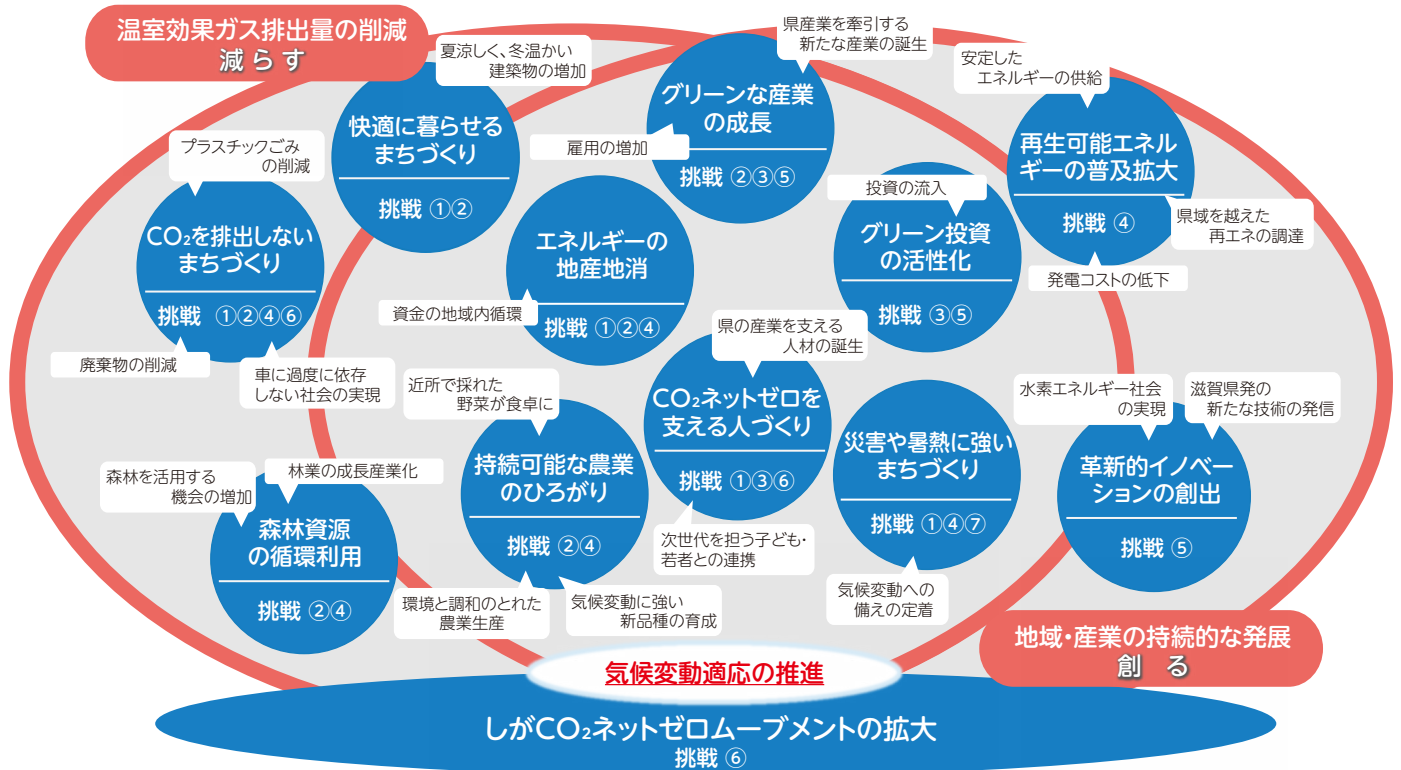 温室効果ガス排出量の削減
減らす
夏涼しく、冬温かい
建築物の増加
快適に暮らせる
まちづくり
挑戦 ①②
県産業を牽引する
新たな産業の誕生
グリーンな産業
の成長
雇用の増加
挑戦 ②③⑤
安定した
エネルギーの供給
再生可能エネル
ギーの普及拡大
挑戦 ④
県域を越えた
再エネの調達
発電コストの低下
プラスチックごみ
の削減
CO₂を排出しない
まちづくり
挑戦 ①②④⑥
廃棄物の削減
車に過度に依存
しない社会の実現
エネルギーの
地産地消
資金の地域内循環
挑戦 ①②④
投資の流入
グリーン投資
の活性化
挑戦 ③⑤
県の産業を支える
人材の誕生
CO₂ネットゼロを
支える人づくり
挑戦 ①③⑥
次世代を担う子ども・
若者との連携
近所で採れた
野菜が食卓に
持続可能な農業
のひろがり
挑戦 ②④
環境と調和のとれた
農業生産
気候変動に強い
新品種の育成
災害や暑熱に強い
まちづくり
挑戦 ①④⑦
気候変動への
備えの定着
水素エネルギー社会
の実現
滋賀県発の
新たな技術の発信
革新的イノベー
ションの創出
挑戦 ⑤
森林を活用する
機会の増加
林業の成長産業化
森林資源
の循環利用
挑戦 ②④
地域・産業の持続的な発展
創る
気候変動適応の推進
しがCO₂ネットゼロムーブメントの拡大
挑戦 ⑥